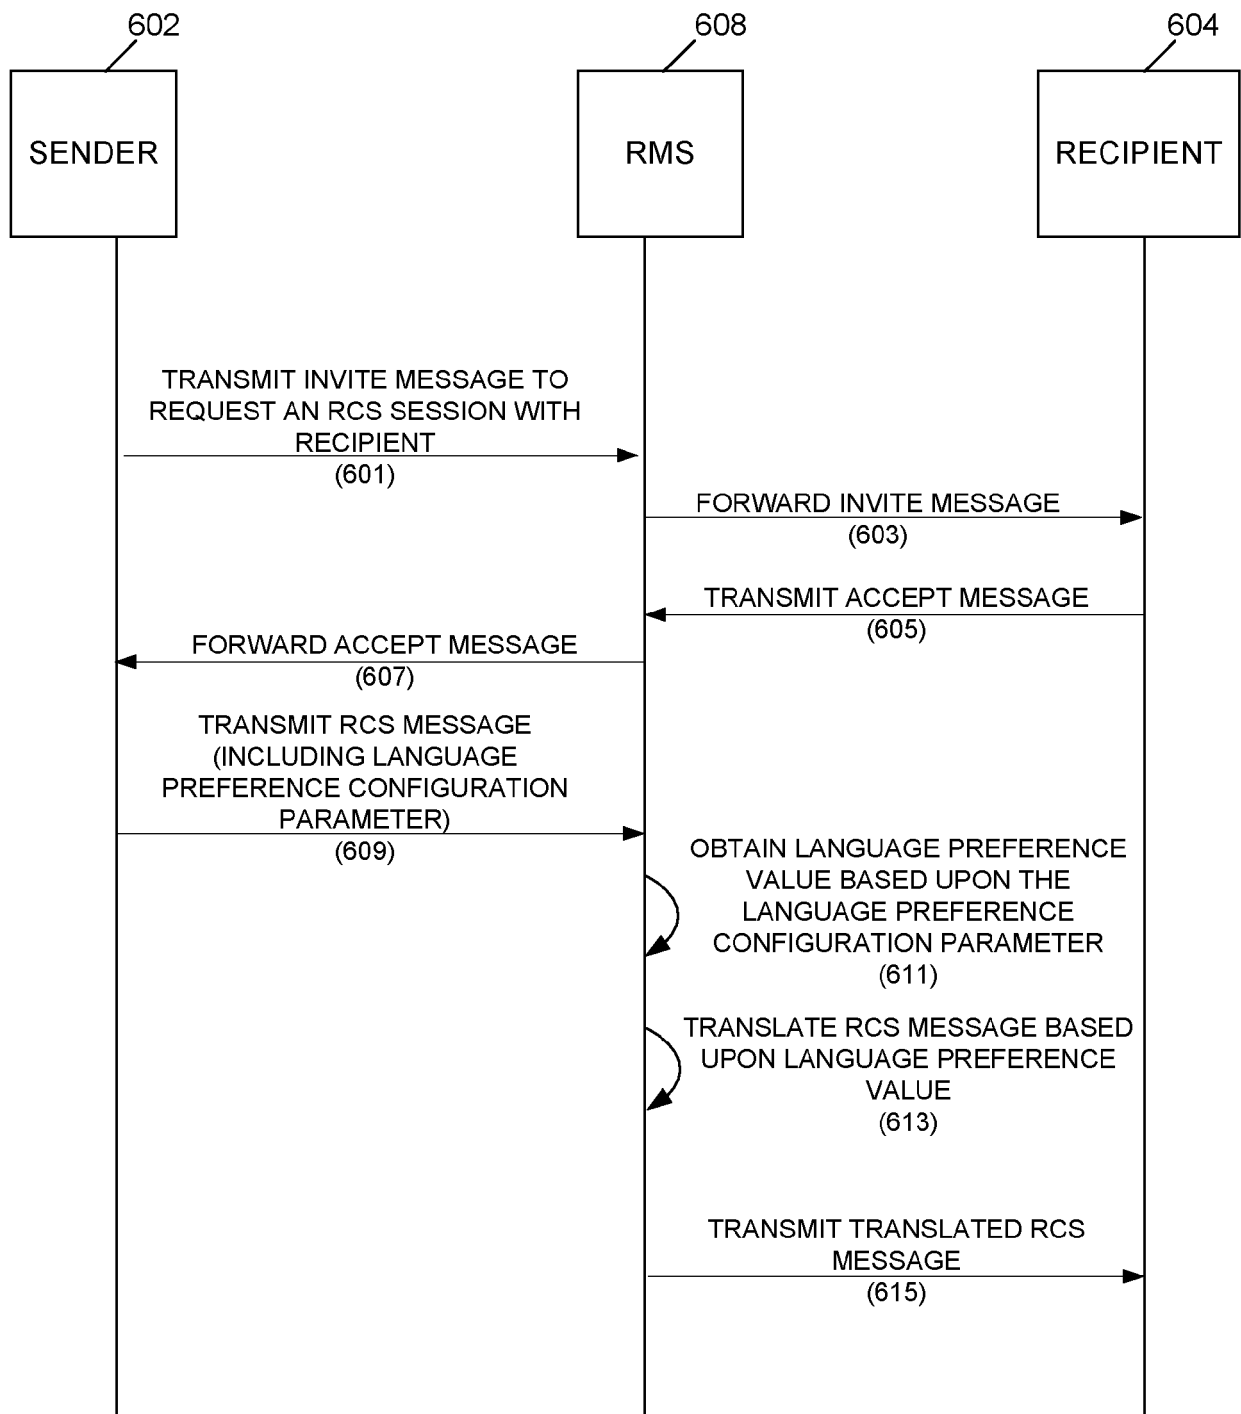 602
608
604
SENDER
RMS
RECIPIENT
TRANSMIT INVITE MESSAGE TO
REQUEST AN RCS SESSION WITH
RECIPIENT
(601)
FORWARD INVITE MESSAGE
(603)
TRANSMIT ACCEPT MESSAGE
(605)
FORWARD ACCEPT MESSAGE
(607)
TRANSMIT RCS MESSAGE
(INCLUDING LANGUAGE
PREFERENCE CONFIGURATION
PARAMETER)
(609)
OBTAIN LANGUAGE PREFERENCE
VALUE BASED UPON THE
LANGUAGE PREFERENCE
CONFIGURATION PARAMETER
(611)
TRANSLATE RCS MESSAGE BASED
UPON LANGUAGE PREFERENCE
VALUE
(613)
TRANSMIT TRANSLATED RCS
MESSAGE
(615)